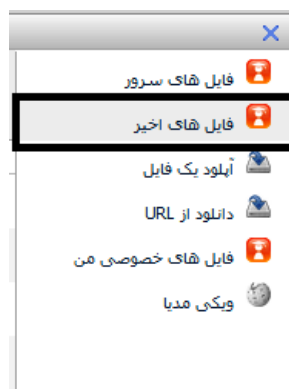 فایل های سرور
فایل های اخیر
آپلود یک فایل
دانلود از URL
فایل های خصوصی من
ویکی مدیا